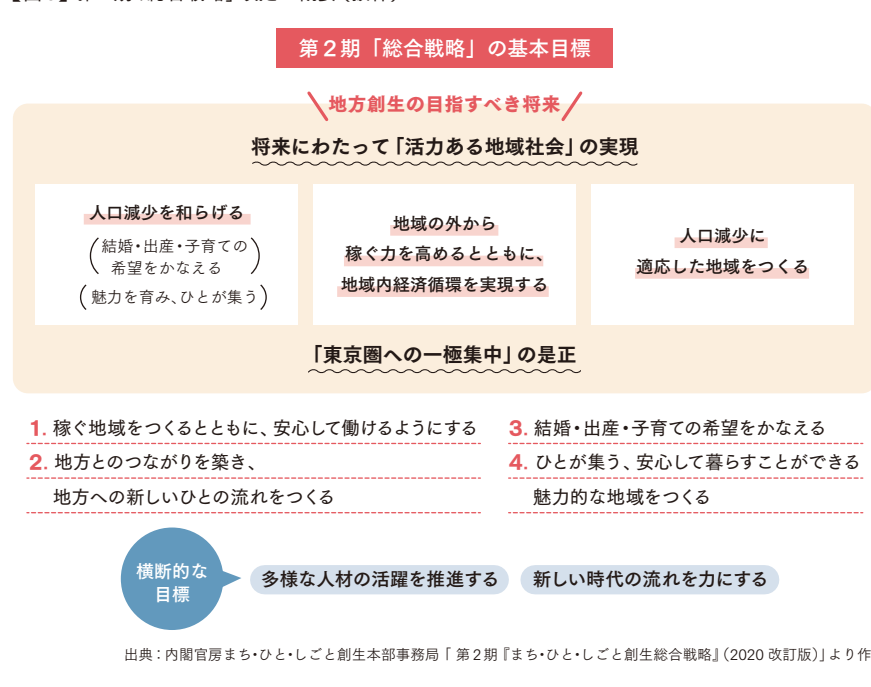 第2期「総合戦略」の基本目標
地方創生の目指すべき将来
将来にわたって「活力ある地域社会」の実現
人口減少を和らげる
(結婚・出産・子育ての
希望をかなえる)
(魅力を育み、ひとが集う)
地域の外から
稼ぐ力を高めるとともに、
地域内経済循環を実現する
人口減少に
適応した地域をつくる
「東京圏への一極集中」の是正
1. 稼ぐ地域をつくるとともに、安心して働けるようにする
2. 地方とのつながりを築き、
地方への新しいひとの流れをつくる
3. 結婚・出産・子育ての希望をかなえる
4. ひとが集う、安心して暮らすことができる
魅力的な地域をつくる
横断的な
目標
多様な人材の活躍を推進する
新しい時代の流れを力にする
出典：内閣官房まち・ひと・しごと創生本部事務局「 第2期『まち・ひと・しごと創生総合戦略』(2020 改訂版)」より作